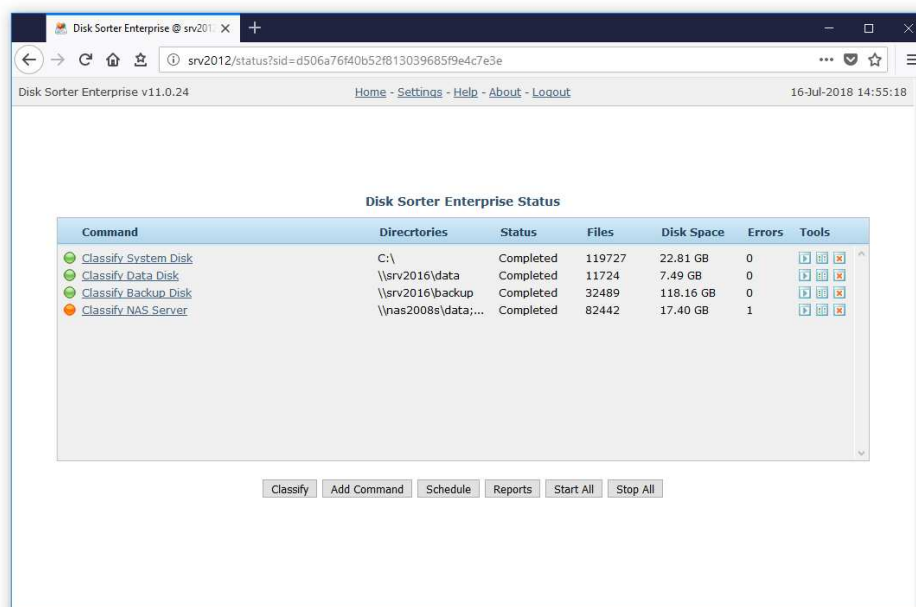 Disk Sorter Enterprise @ srv201
srv2012/status?sid=d506a76f40b52f813039685f9e4c7e3e
Disk Sorter Enterprise v11.0.24 Home - Settings - Help - About - Logout 16-Jul-2018 14:55:18
Disk Sorter Enterprise Status
Command Direcrtories Status Files Disk Space Errors Tools
Classify System Disk C:\ Completed 119727 22.81 GB 0
Classify Data Disk \\srv2016\data Completed 11724 7.49 GB 0
Classify Backup Disk \\srv2016\backup Completed 32489 118.16 GB 0
Classify NAS Server \\nas2008s\data;... Completed 82442 17.40 GB 1
Classify Add Command Schedule Reports Start All Stop All